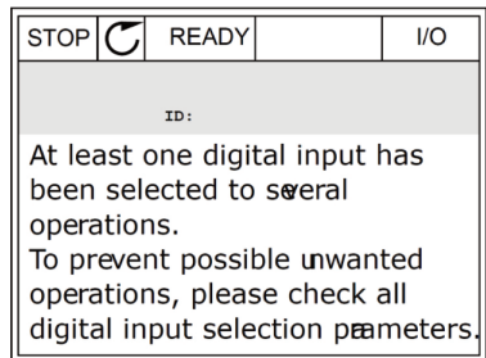 STOP READY I/O
ID:
At least one digital input has
been selected to several
operations.
To prevent possible unwanted
operations, please check all
digital input selection parameters.